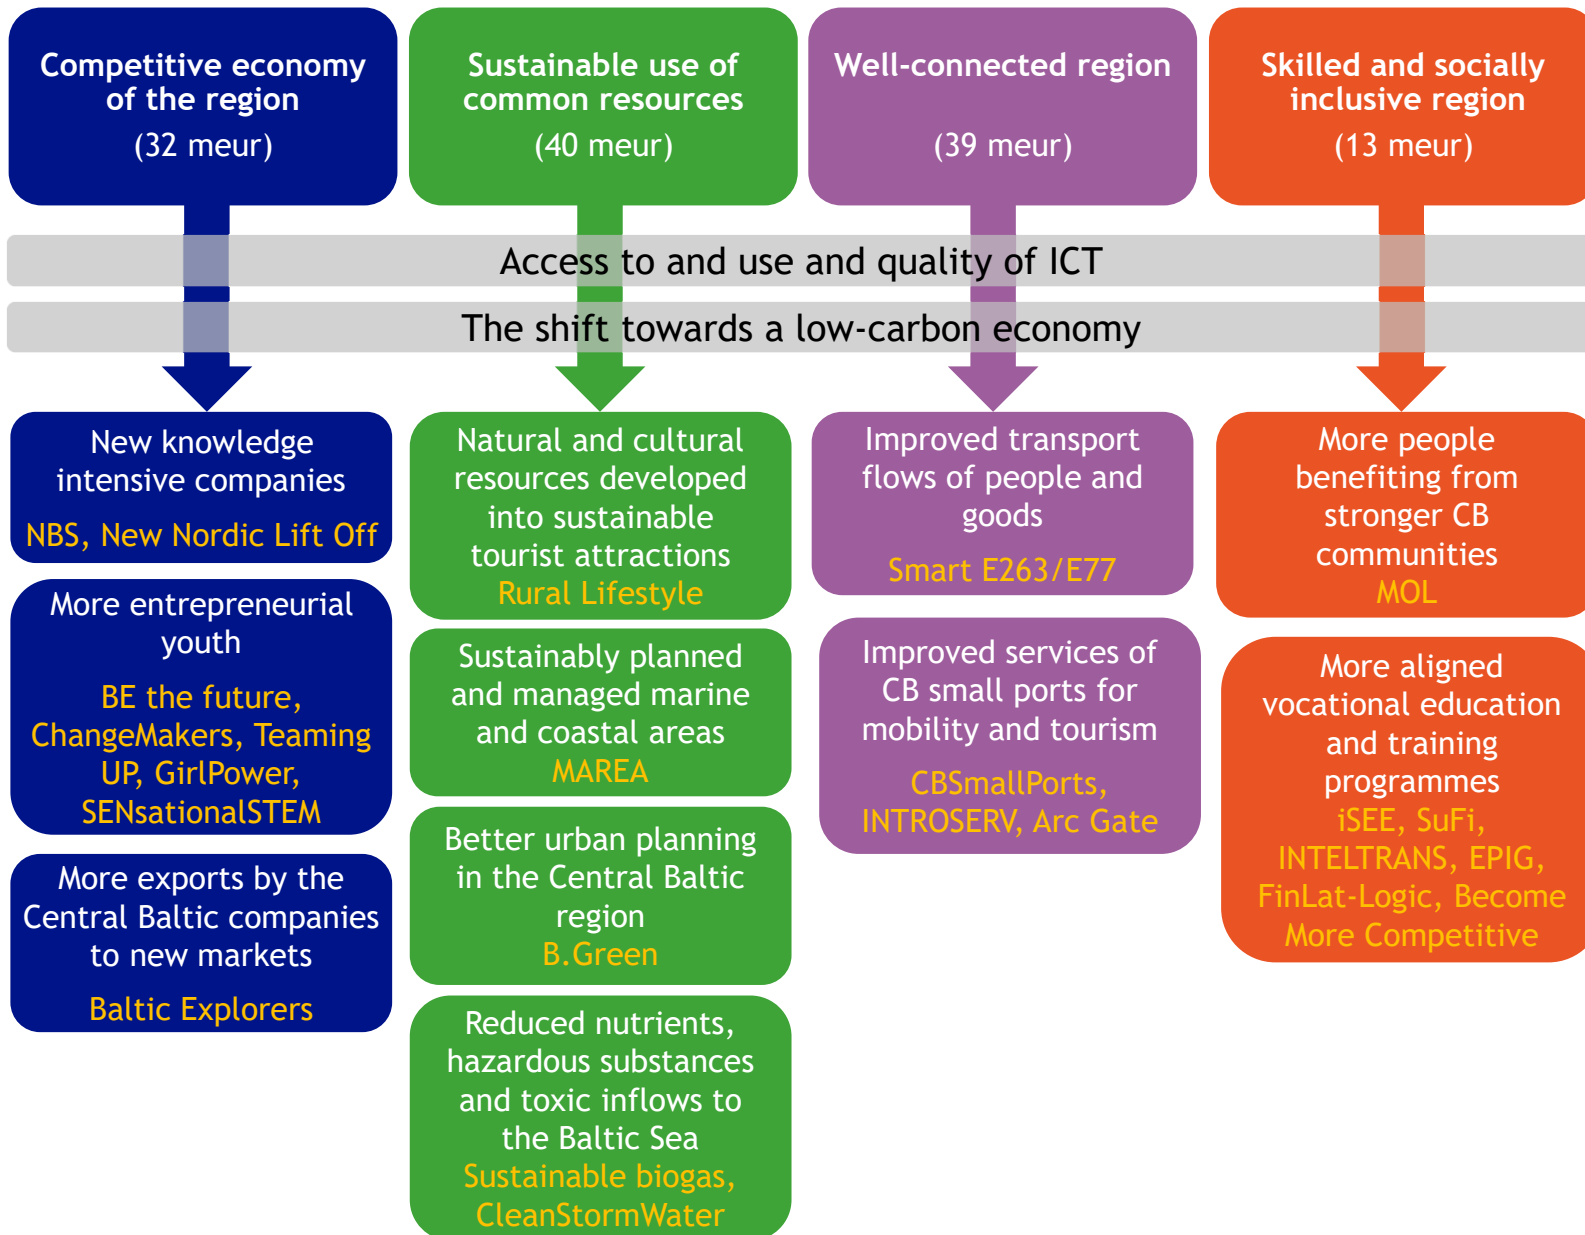 Competitive economy
of the region
(32 meur)
Sustainable use of
common resources
(40 meur)
Well-connected region
(39 meur)
Skilled and socially
inclusive region
(13 meur)
Access to and use and quality of ICT
The shift towards a low-carbon economy
New knowledge
intensive companies
NBS, New Nordic Lift Off
More entrepreneurial
youth
BE the future,
ChangeMakers, Teaming
UP, GirlPower,
SENsationalSTEM
More exports by the
Central Baltic companies
to new markets
Baltic Explorers
Natural and cultural
resources developed
into sustainable
tourist attractions
Rural Lifestyle
Sustainably planned
and managed marine
and coastal areas
MAREA
Better urban planning
in the Central Baltic
region
B.Green
Reduced nutrients,
hazardous substances
and toxic inflows to
the Baltic Sea
Sustainable biogas,
CleanStormWater
Improved transport
flows of people and
goods
Smart E263/E77
Improved services of
CB small ports for
mobility and tourism
CBSmallPorts,
INTROSERV, Arc Gate
More people
benefiting from
stronger CB
communities
MOL
More aligned
vocational education
and training
programmes
iSEE, SuFi,
INTELTRANS, EPIG,
FinLat-Logic, Become
More Competitive